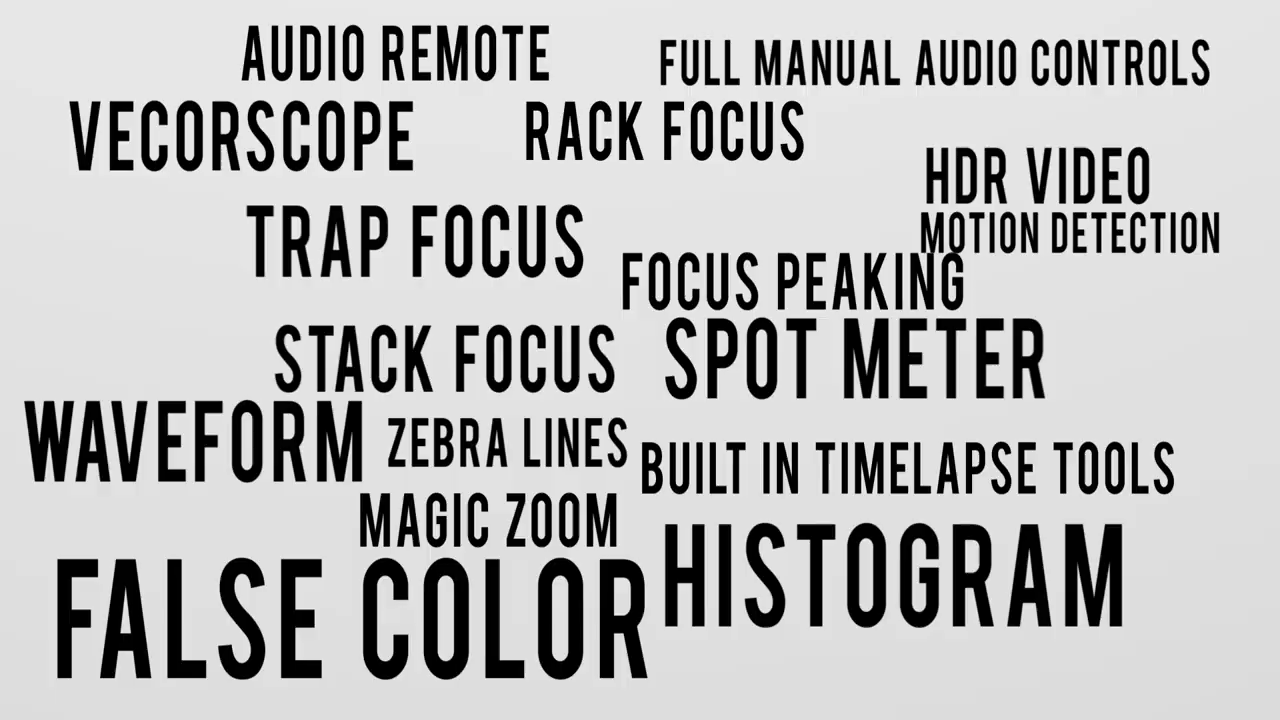 AUDIO REMOTE
FULL MANUAL AUDIO CONTROLS
VECORSCOPE
RACK FOCUS
HDR VIDEO
MOTION DETECTION
TRAP FOCUS
FOCUS PEAKING
STACK FOCUS
SPOT METER
WAVEFORM
ZEBRA LINES
BUILT IN TIMELAPSE TOOLS
MAGIC ZOOM
HISTOGRAM
FALSE COLOR